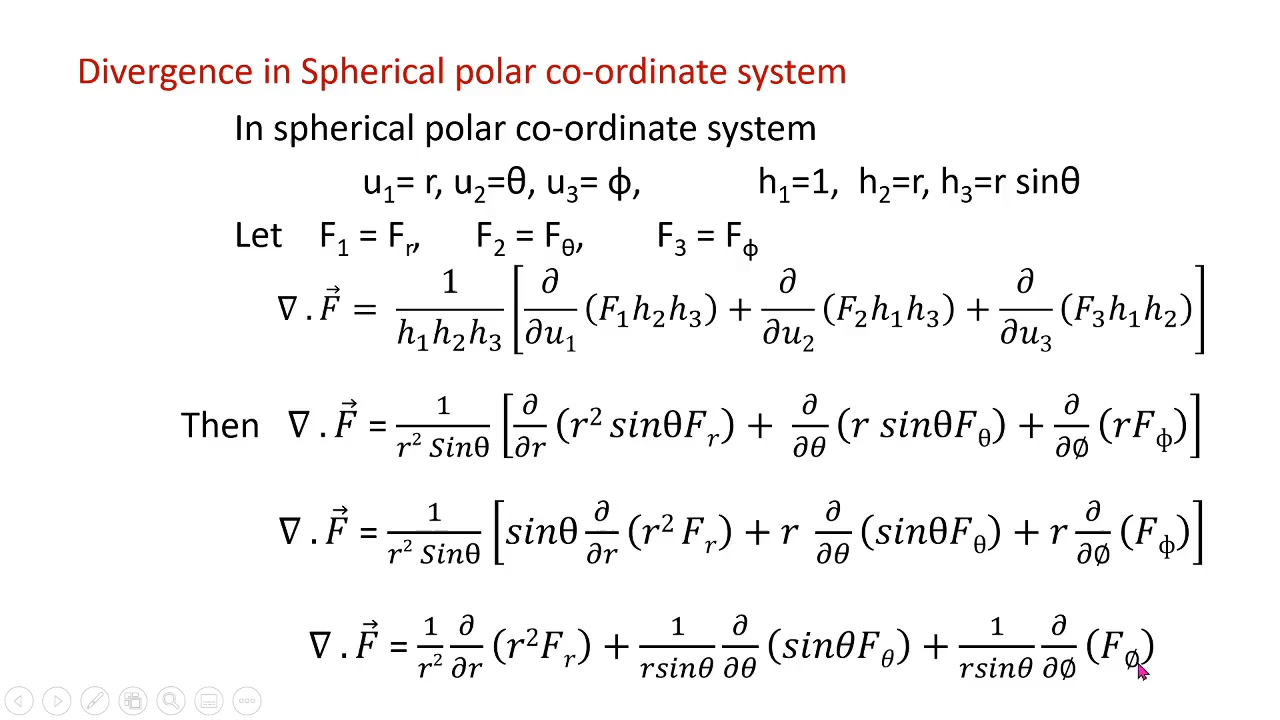 Divergence in Spherical polar co-ordinate system
In spherical polar co-ordinate system
u₁= r, u₂=θ, u₃= ϕ, h₁=1, h₂=r, h₃=r sinθ
Let F₁ = Fᵣ, F₂ = F_θ, F₃ = F_ϕ
∇ . F⃗ = 1/(h₁h₂h₃) [∂/∂u₁ (F₁h₂h₃) + ∂/∂u₂ (F₂h₁h₃) + ∂/∂u₃ (F₃h₁h₂)]
Then ∇ . F⃗ = 1/(r² Sinθ) [∂/∂r (r² sinθFᵣ) + ∂/∂θ (r sinθF_θ) + ∂/∂∅ (rF_ϕ)]
∇ . F⃗ = 1/(r² Sinθ) [sinθ ∂/∂r (r² Fᵣ) + r ∂/∂θ (sinθF_θ) + r ∂/∂∅ (F_ϕ)]
∇ . F⃗ = 1/r² ∂/∂r (r²Fᵣ) + 1/(rsinθ) ∂/∂θ (sinθF_θ) + 1/(rsinθ) ∂/∂∅ (F_∅)